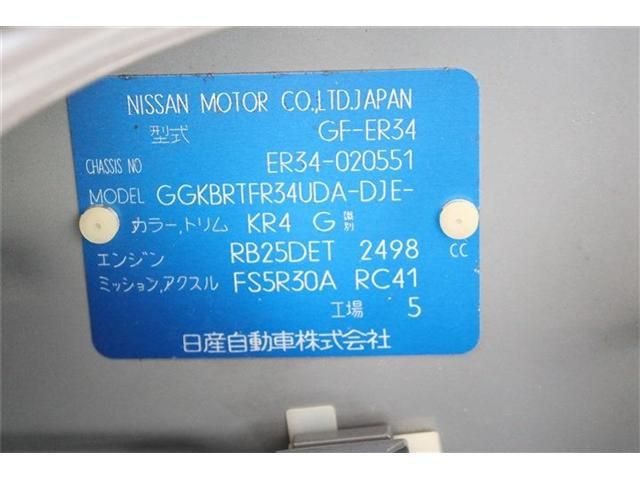 NISSAN MOTOR CO.,LTD.JAPAN
型式 GF-ER34
CHASSIS NO ER34-020551
MODEL GGKBRTFR34UDA-DJE-
カラー,トリム KR4 G 識別
エンジン RB25DET 2498 CC
ミッション,アクスル FS5R30A RC41
工場 5
日産自動車株式会社